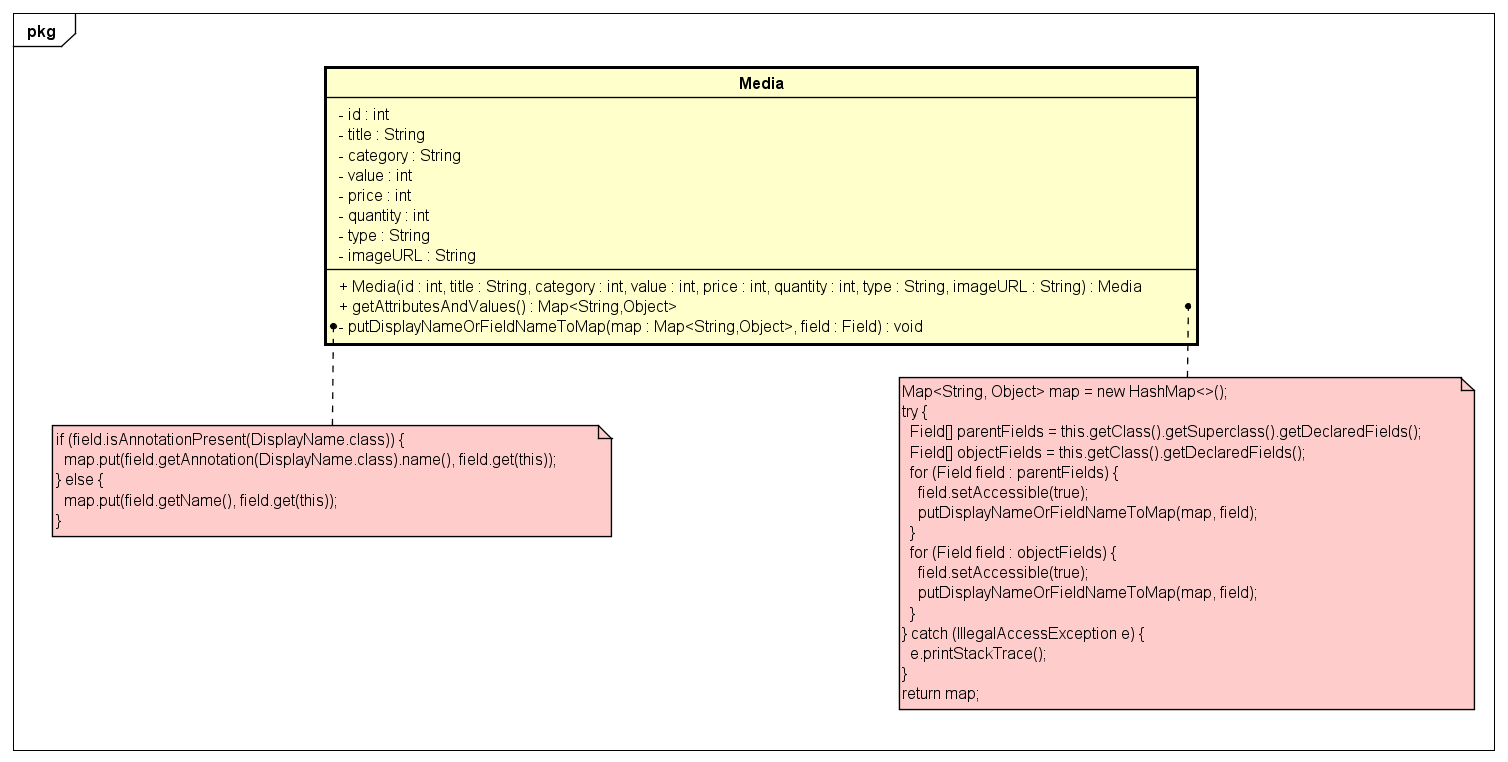 pkg
Media
- id : int
- title : String
- category : String
- value : int
- price : int
- quantity : int
- type : String
- imageURL : String
+ Media(id : int, title : String, category : int, value : int, price : int, quantity : int, type : String, imageURL : String) : Media
+ getAttributesAndValues() : Map<String,Object>
- putDisplayNameOrFieldNameToMap(map : Map<String,Object>, field : Field) : void
if (field.isAnnotationPresent(DisplayName.class)) {
map.put(field.getAnnotation(DisplayName.class).name(), field.get(this));
} else {
map.put(field.getName(), field.get(this));
}
Map<String, Object> map = new HashMap<>();
try {
Field[] parentFields = this.getClass().getSuperclass().getDeclaredFields();
Field[] objectFields = this.getClass().getDeclaredFields();
for (Field field : parentFields) {
field.setAccessible(true);
putDisplayNameOrFieldNameToMap(map, field);
}
for (Field field : objectFields) {
field.setAccessible(true);
putDisplayNameOrFieldNameToMap(map, field);
}
} catch (IllegalAccessException e) {
e.printStackTrace();
}
return map;